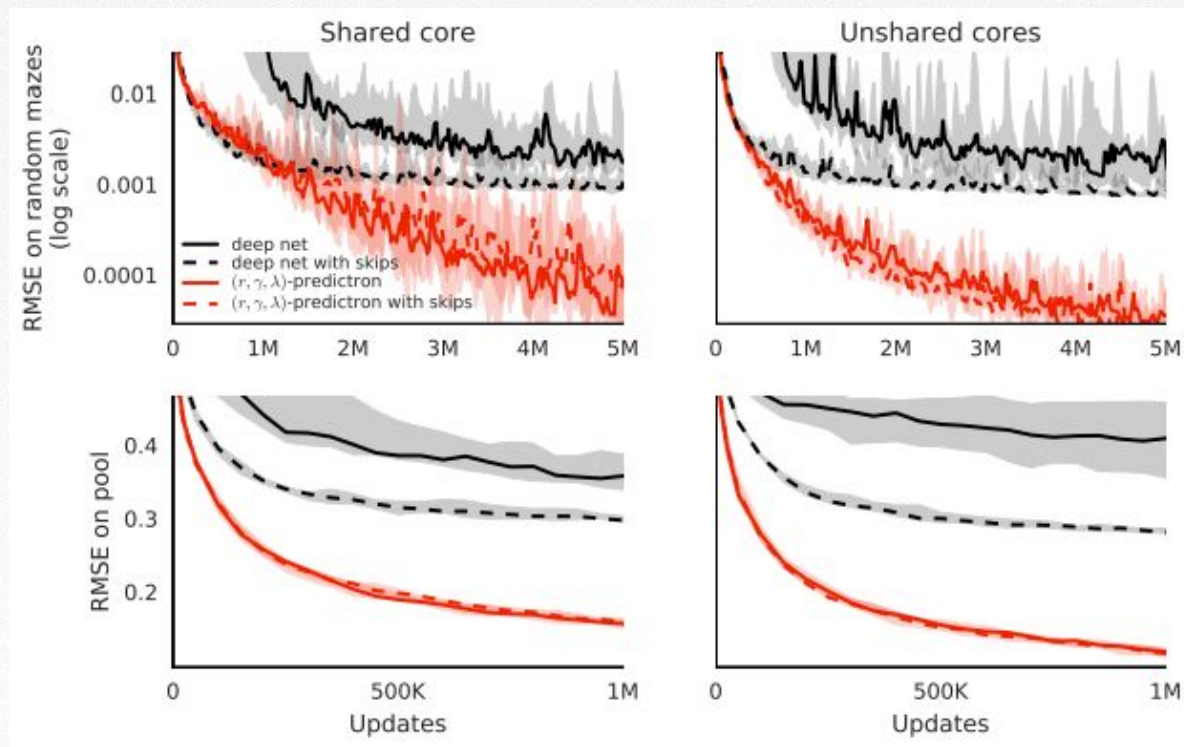 Shared core
Unshared cores
RMSE on random mazes
(log scale)
0.01
0.001
0.0001
deep net
deep net with skips
(r, γ, λ)-predictron
(r, γ, λ)-predictron with skips
0 1M 2M 3M 4M 5M
0 1M 2M 3M 4M 5M
RMSE on pool
0.4
0.3
0.2
0 500K 1M
0 500K 1M
Updates
Updates